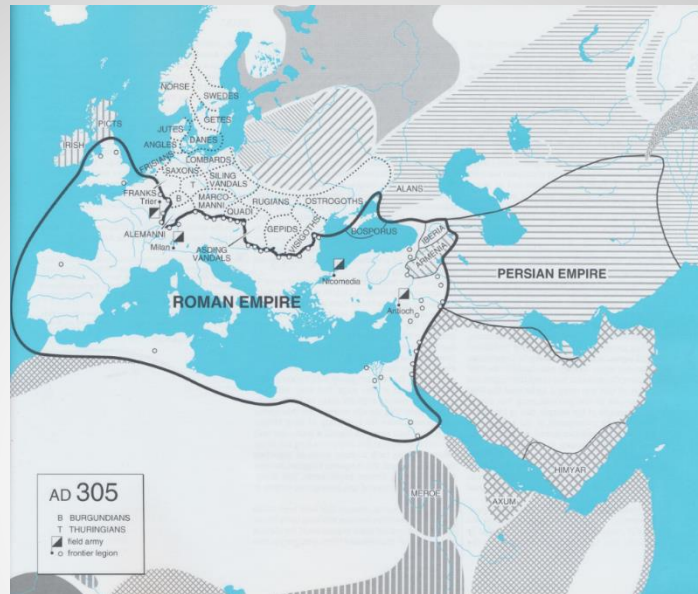 NORSE
SWEDES
GETES
PICTS
JUTES
DANES
IRISH
ANGLES
FRISIANS
LOMBARDS
SAXONS
SILING
VANDALS
ALANS
FRANKS
T
Trier
B
MARCO-
MANNI
RUGIANS
OSTROGOTHS
QUADI
GEPIDS
VISIGOTHS
ALEMANNI
BOSPORUS
IBERIA
Milan
ASDING
VANDALS
ARMENIA
PERSIAN EMPIRE
Nicomedia
ROMAN EMPIRE
Antioch
HIMYAR
AD 305
MEROE
AXUM
B BURGUNDIANS
T THURINGIANS
field army
frontier legion